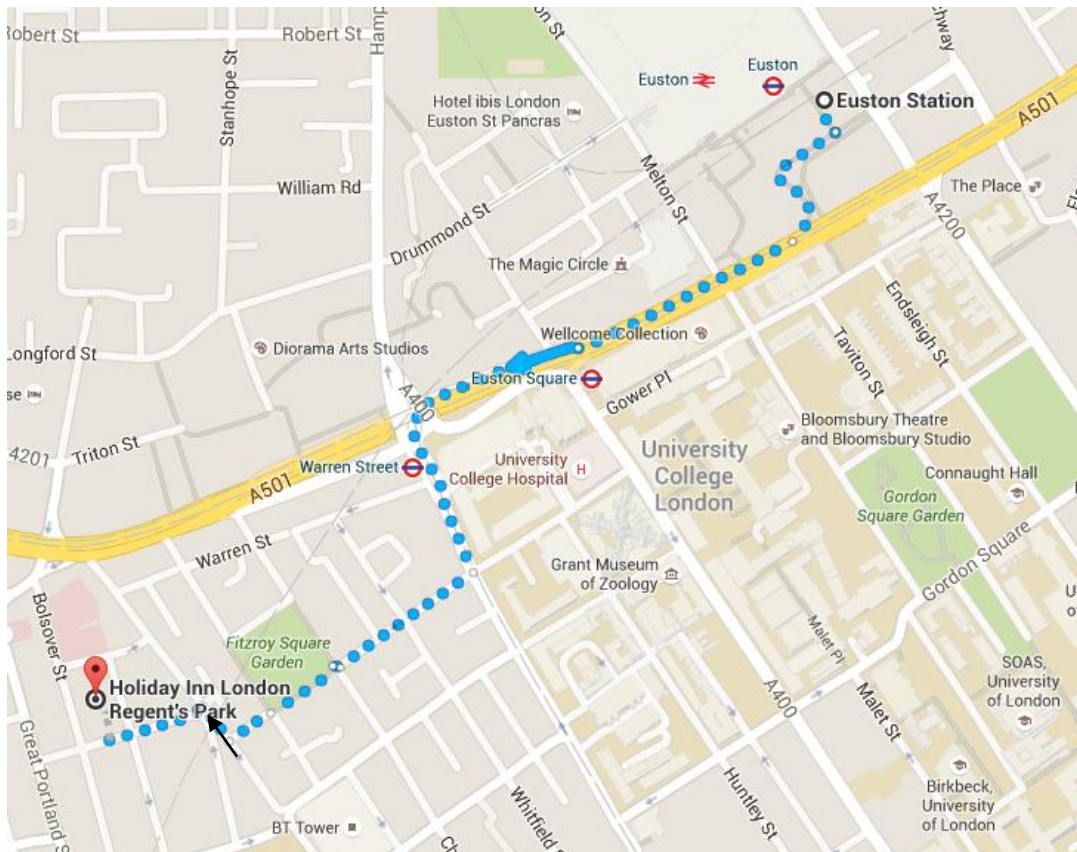 Robert St
Robert St
Hamp
on St
chway
Stanhope St
Euston
Euston
Euston Station
A501
Hotel ibis London
Euston St Pancras
William Rd
Melton St
The Place
A4200
Drummond St
The Magic Circle
Endsleigh St
Longford St
Diorama Arts Studios
Wellcome Collection
Taviton St
se
Euston Square
Gower Pl
A400
Bloomsbury Theatre
and Bloomsbury Studio
4201
Triton St
Warren Street
University
College Hospital
University
College
London
Connaught Hall
A501
Gordon
Square Garden
Warren St
Grant Museum
of Zoology
Gordon Square
Bolsover St
Fitzroy Square
Garden
Malet Pl
U
of
SOAS,
University
of London
Holiday Inn London
Regent's Park
A400
Malet St
Great Portland S
Whitfield S
Huntley St
Birkbeck,
University
of London
BT Tower